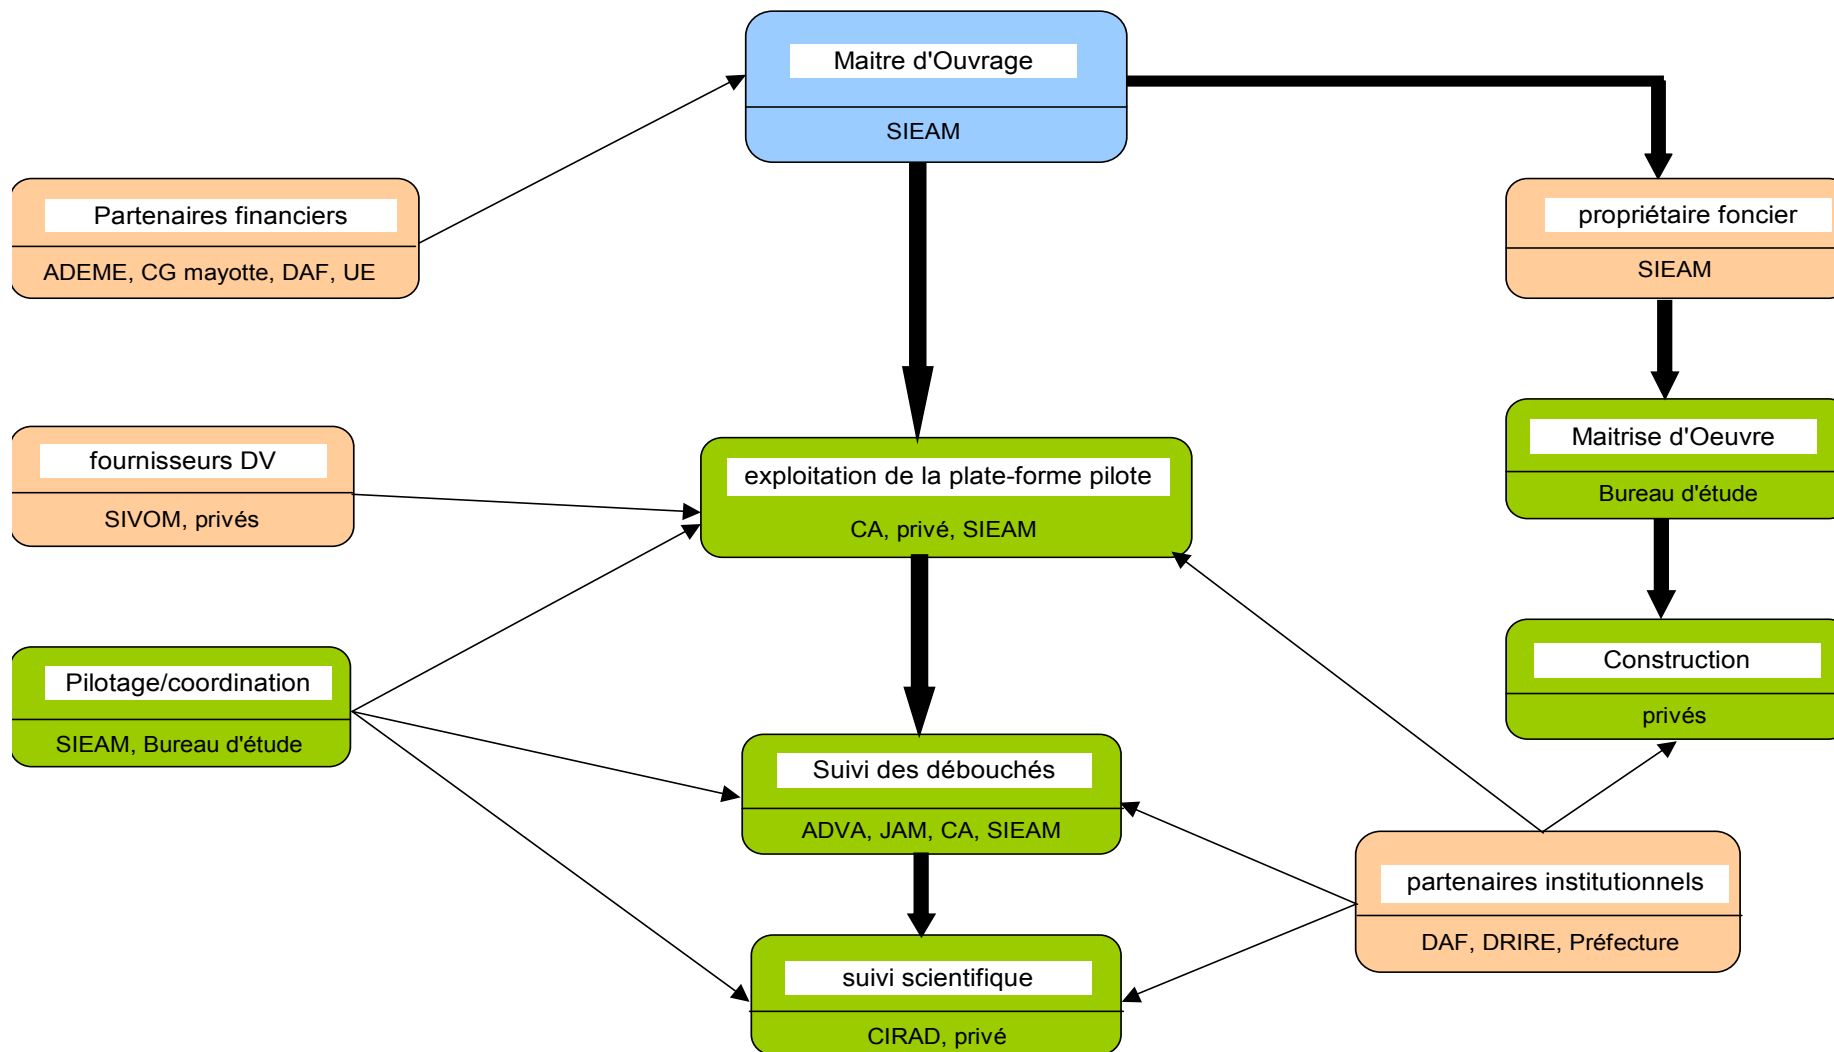 Maitre d'Ouvrage
SIEAM
Partenaires financiers
ADEME, CG mayotte, DAF, UE
propriétaire foncier
SIEAM
fournisseurs DV
SIVOM, privés
exploitation de la plate-forme pilote
CA, privé, SIEAM
Maitrise d'Oeuvre
Bureau d'étude
Pilotage/coordination
SIEAM, Bureau d'étude
Construction
privés
Suivi des débouchés
ADVA, JAM, CA, SIEAM
partenaires institutionnels
DAF, DRIRE, Préfecture
suivi scientifique
CIRAD, privé